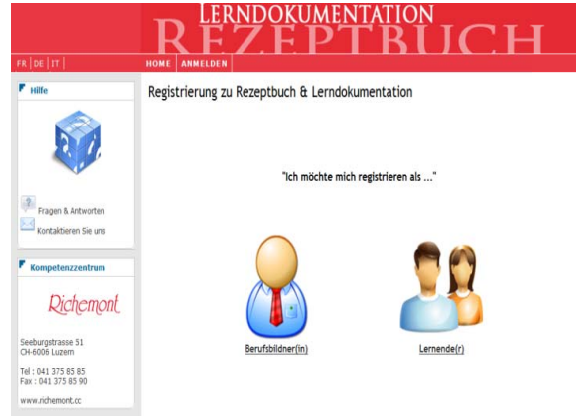 LERNDOKUMENTATION
REZEPTBUCH
FR | DE | IT |
HOME | ANMELDEN |
Hilfe
Fragen & Antworten
Kontaktieren Sie uns
Kompetenzzentrum
Richemont
Seeburgstrasse 51
CH-6006 Luzern
Tel : 041 375 85 85
Fax : 041 375 85 90
www.richemont.cc
Registrierung zu Rezeptbuch & Lerndokumentation
"Ich möchte mich registrieren als ..."
Berufsbildner(in)
Lernende(r)